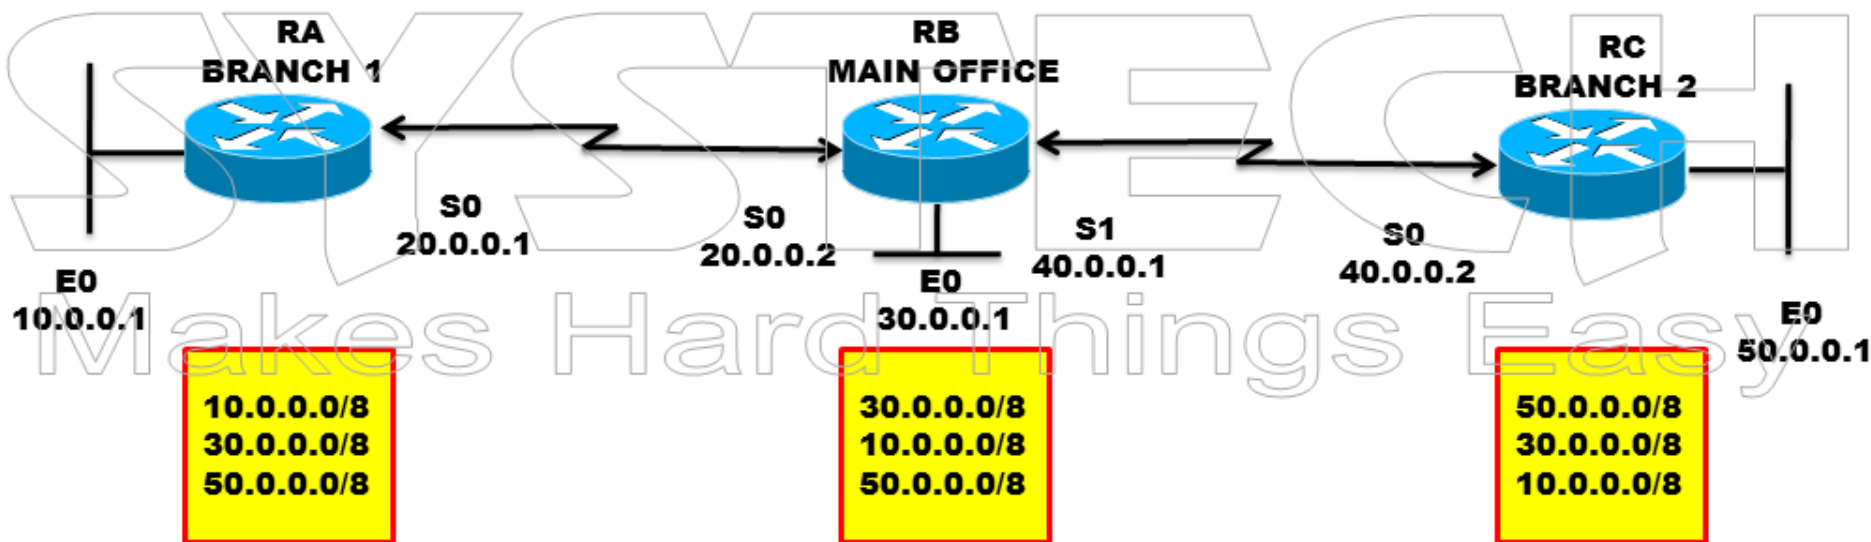 SYSTECH
Makes Hard Things Easy
RA
BRANCH 1
RB
MAIN OFFICE
RC
BRANCH 2
S0
20.0.0.1
S0
20.0.0.2
S1
40.0.0.1
S0
40.0.0.2
E0
10.0.0.1
E0
30.0.0.1
E0
50.0.0.1
10.0.0.0/8
30.0.0.0/8
50.0.0.0/8
30.0.0.0/8
10.0.0.0/8
50.0.0.0/8
50.0.0.0/8
30.0.0.0/8
10.0.0.0/8